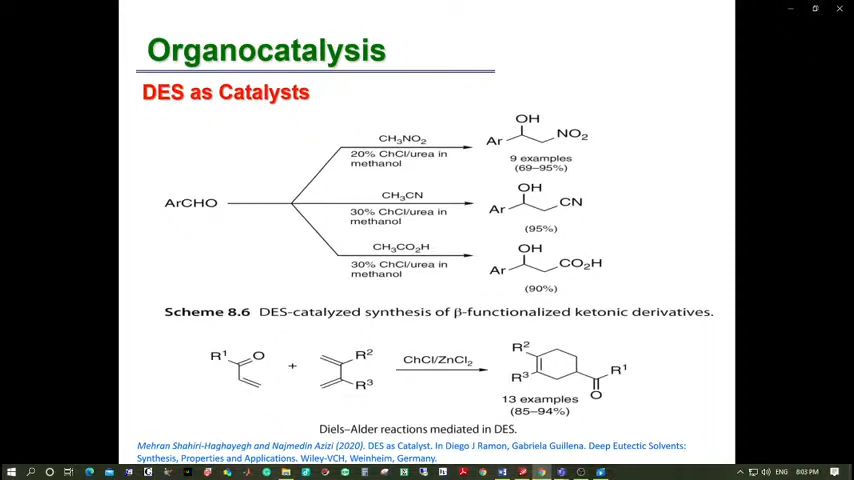 Organocatalysis
DES as Catalysts
ArCHO
CH₃NO₂
20% ChCl/urea in
methanol
OH
Ar
NO₂
9 examples
(69–95%)
CH₃CN
30% ChCl/urea in
methanol
OH
Ar
CN
(95%)
CH₃CO₂H
30% ChCl/urea in
methanol
OH
Ar
CO₂H
(90%)
Scheme 8.6 DES-catalyzed synthesis of β-functionalized ketonic derivatives.
R¹
O
+
R²
R³
ChCl/ZnCl₂
R²
R³
R¹
O
13 examples
(85–94%)
Diels–Alder reactions mediated in DES.
Mehran Shahiri-Haghayegh and Najmedin Azizi (2020). DES as Catalyst. In Diego J Ramon, Gabriela Guillena. Deep Eutectic Solvents:
Synthesis, Properties and Applications. Wiley-VCH, Weinheim, Germany.
ENG 8:03 PM